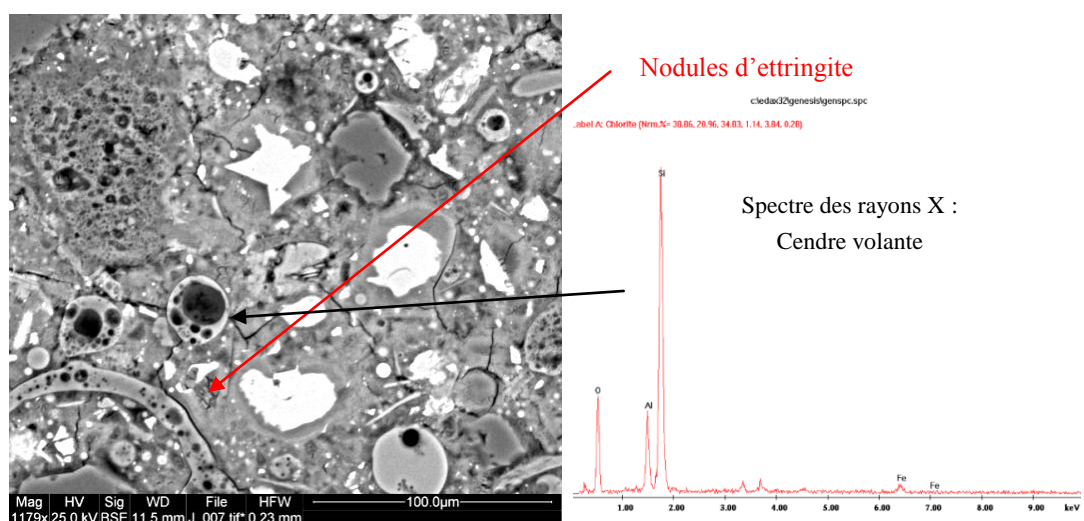 Nodules d'ettringite
c:\edax32\genesis\genspc.spc
.abel A: Chlorite (Nrm.%= 38.86, 20.96, 34.03, 1.14, 3.84, 0.28)
Si
Spectre des rayons X :
Cendre volante
O
Al
Fe
Fe
1.00 2.00 3.00 4.00 5.00 6.00 7.00 8.00 9.00 keV
Mag HV Sig WD File HFW 100.0µm
1179x 25.0 kV BSE 11.5 mm J_007.tif* 0.23 mm